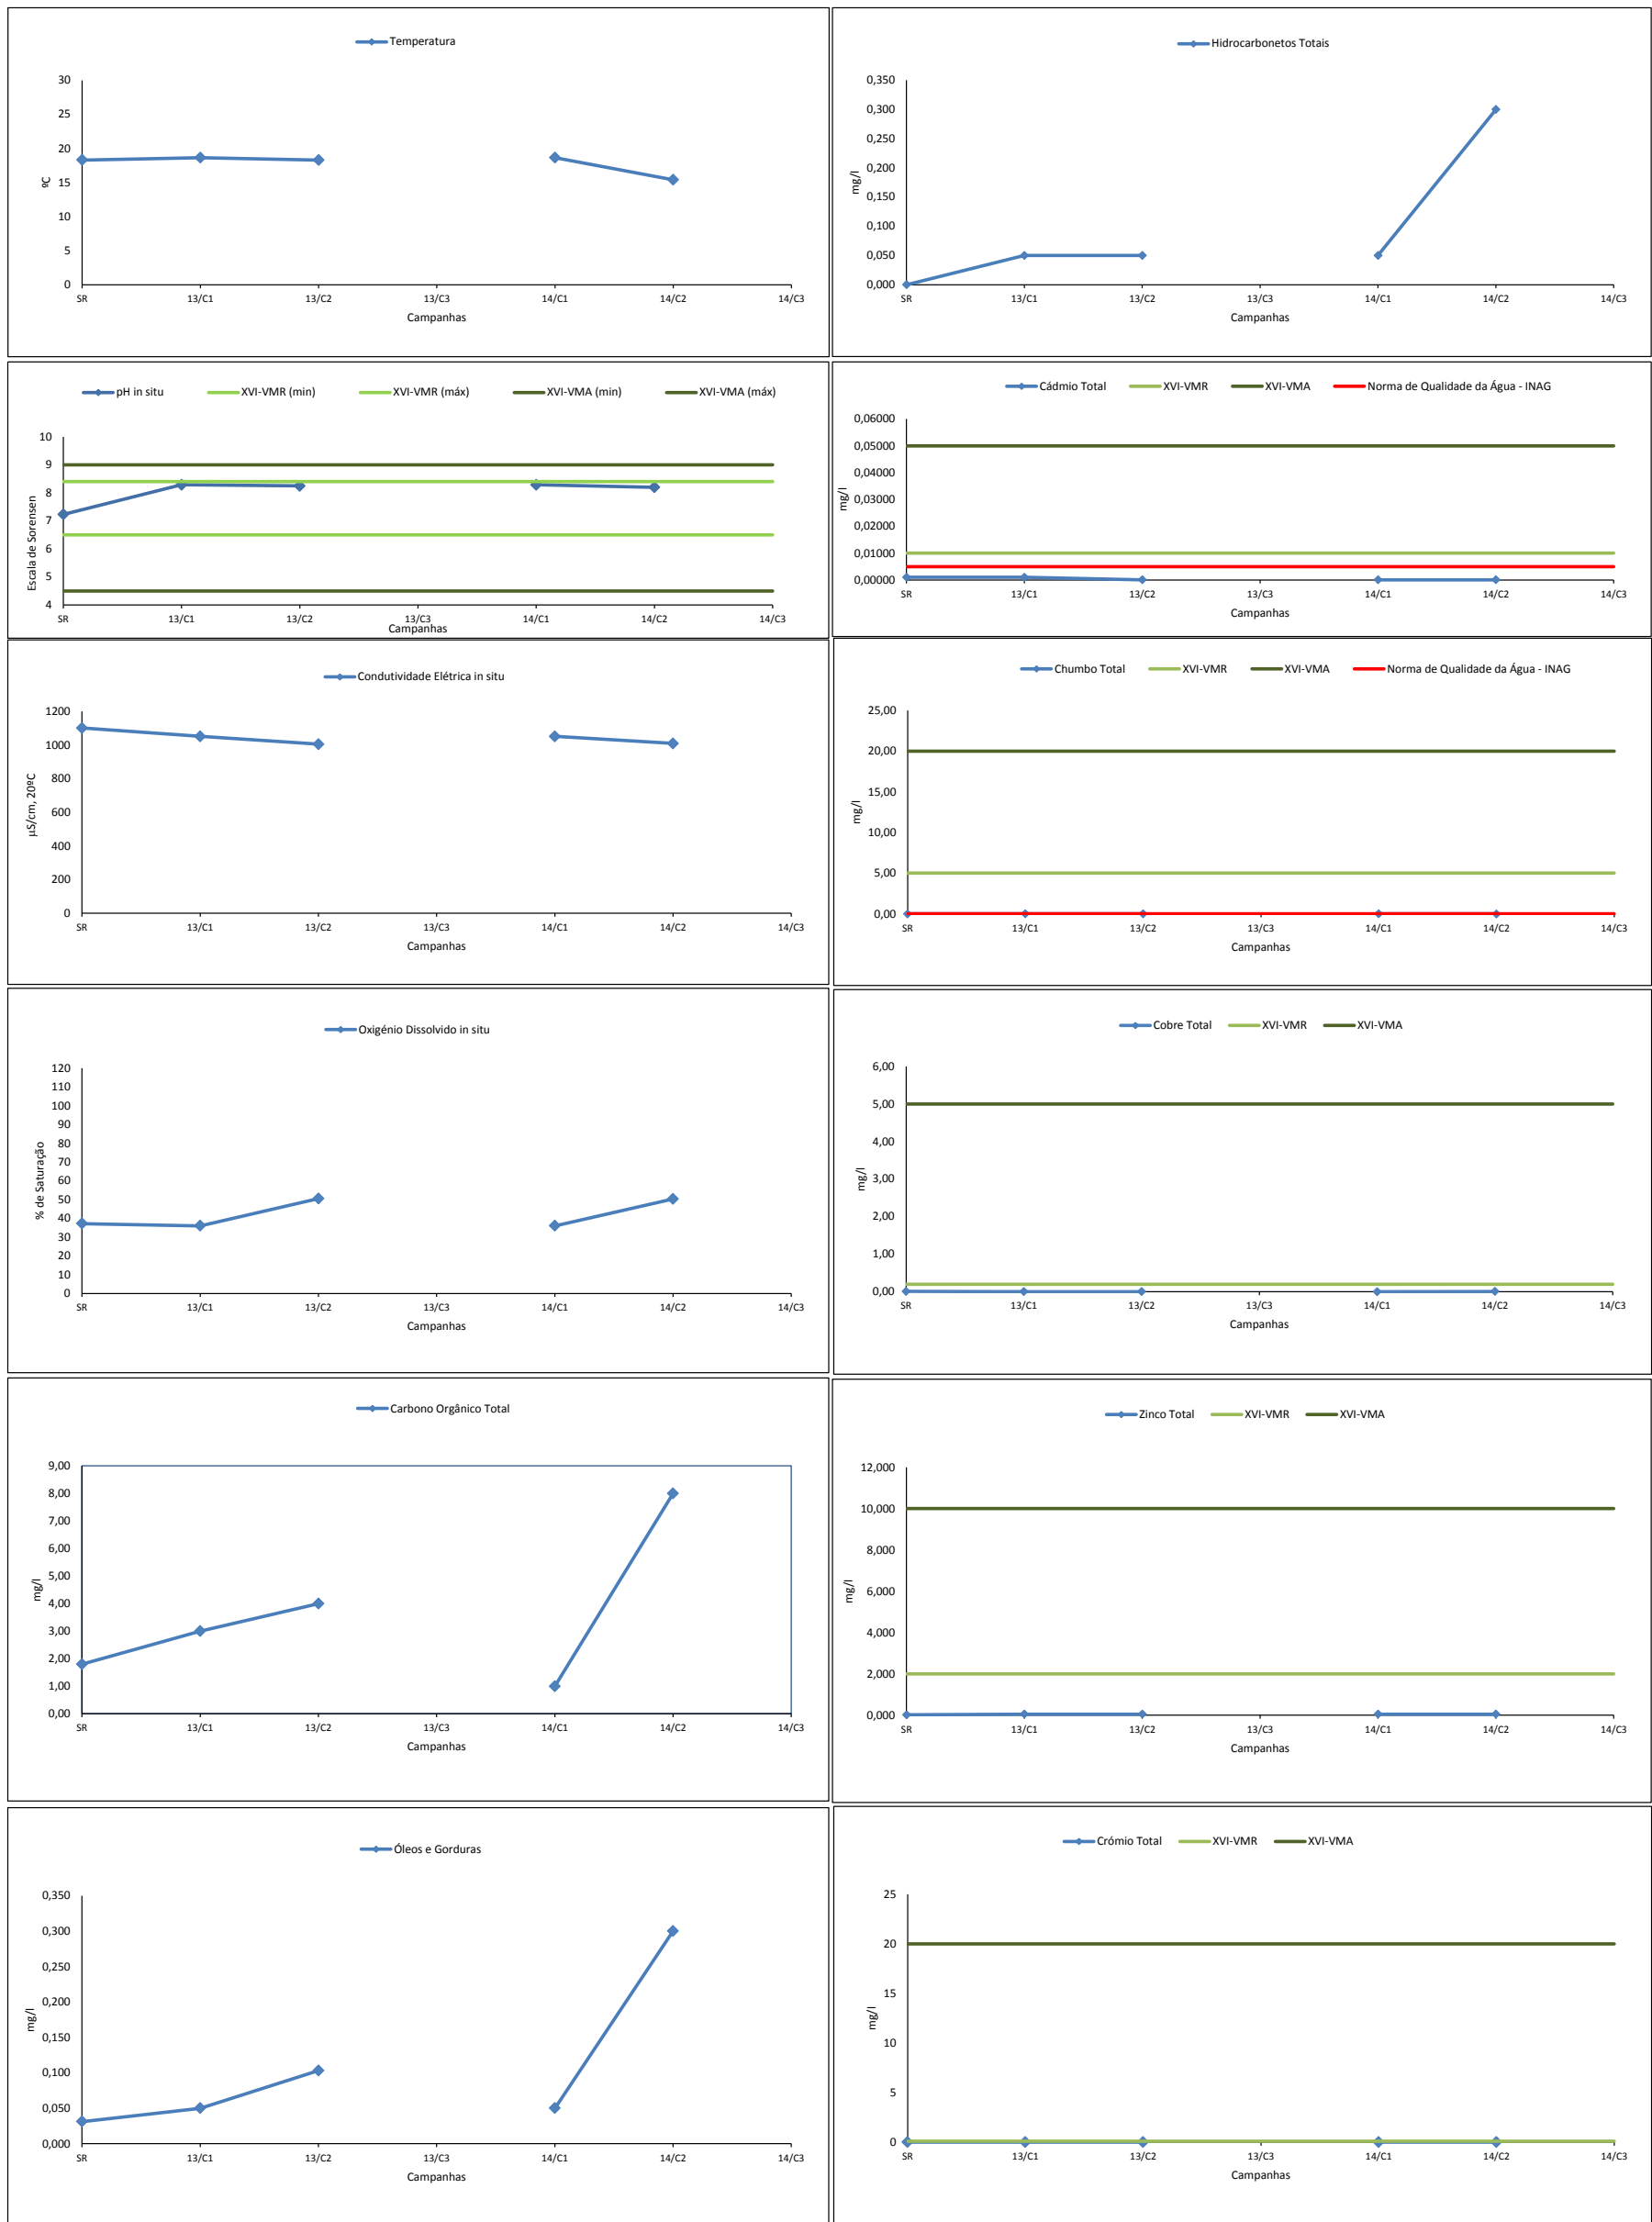 Temperatura
30
25
20
15
10
5
0
ºC
SR 13/C1 13/C2 13/C3 14/C1 14/C2 14/C3
Campanhas
Hidrocarbonetos Totais
0,350
0,300
0,250
0,200
0,150
0,100
0,050
0,000
mg/l
SR 13/C1 13/C2 13/C3 14/C1 14/C2 14/C3
Campanhas
pH in situ XVI-VMR (min) XVI-VMR (máx) XVI-VMA (min) XVI-VMA (máx)
10
9
8
7
6
5
4
Escala de Sorensen
SR 13/C1 13/C2 13/C3 14/C1 14/C2 14/C3
Campanhas
Cádmio Total XVI-VMR XVI-VMA Norma de Qualidade da Água - INAG
0,06000
0,05000
0,04000
0,03000
0,02000
0,01000
0,00000
mg/l
SR 13/C1 13/C2 13/C3 14/C1 14/C2 14/C3
Campanhas
Condutividade Elétrica in situ
1200
1000
800
600
400
200
0
µS/cm, 20ºC
SR 13/C1 13/C2 13/C3 14/C1 14/C2 14/C3
Campanhas
Chumbo Total XVI-VMR XVI-VMA Norma de Qualidade da Água - INAG
25,00
20,00
15,00
10,00
5,00
0,00
mg/l
SR 13/C1 13/C2 13/C3 14/C1 14/C2 14/C3
Campanhas
Oxigénio Dissolvido in situ
120
110
100
90
80
70
60
50
40
30
20
10
0
% de Saturação
SR 13/C1 13/C2 13/C3 14/C1 14/C2 14/C3
Campanhas
Cobre Total XVI-VMR XVI-VMA
6,00
5,00
4,00
3,00
2,00
1,00
0,00
mg/l
SR 13/C1 13/C2 13/C3 14/C1 14/C2 14/C3
Campanhas
Carbono Orgânico Total
9,00
8,00
7,00
6,00
5,00
4,00
3,00
2,00
1,00
0,00
mg/l
SR 13/C1 13/C2 13/C3 14/C1 14/C2 14/C3
Campanhas
Zinco Total XVI-VMR XVI-VMA
12,000
10,000
8,000
6,000
4,000
2,000
0,000
mg/l
SR 13/C1 13/C2 13/C3 14/C1 14/C2 14/C3
Campanhas
Óleos e Gorduras
0,350
0,300
0,250
0,200
0,150
0,100
0,050
0,000
mg/l
SR 13/C1 13/C2 13/C3 14/C1 14/C2 14/C3
Campanhas
Crómio Total XVI-VMR XVI-VMA
25
20
15
10
5
0
mg/l
SR 13/C1 13/C2 13/C3 14/C1 14/C2 14/C3
Campanhas